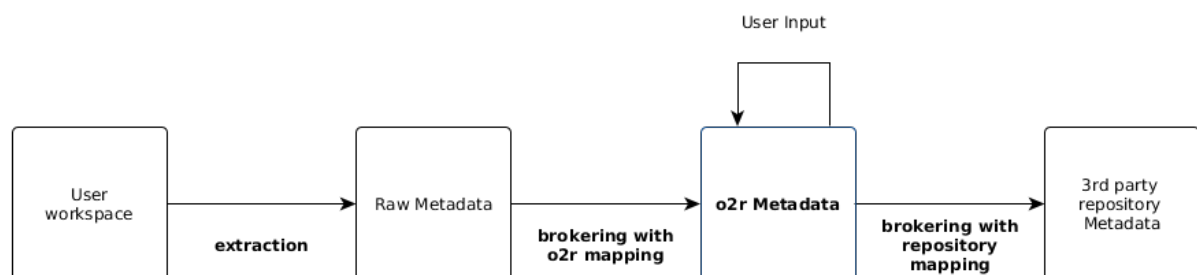 User Input
User
workspace
extraction
Raw Metadata
brokering with
o2r mapping
o2r Metadata
brokering with
repository
mapping
3rd party
repository
Metadata